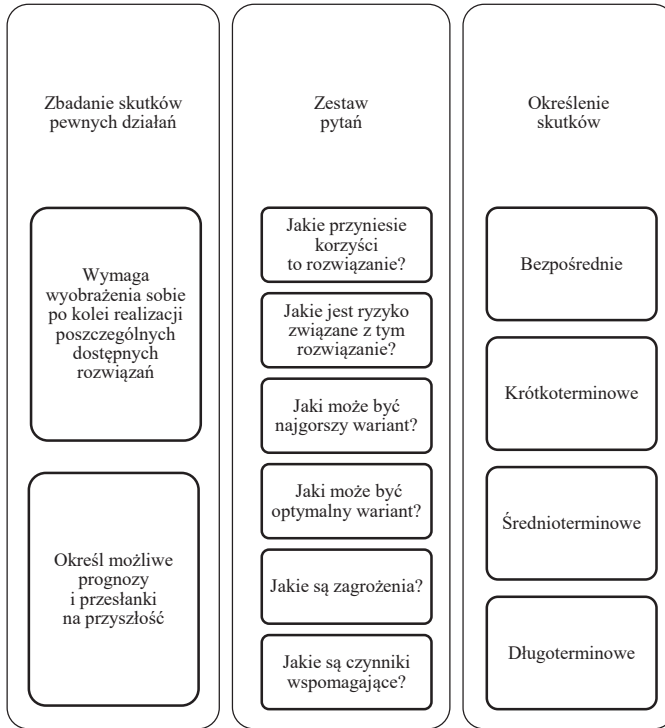 Zbadanie skutków
pewnych działań
Wymaga
wyobrażenia sobie
po kolei realizacji
poszczególnych
dostępnych
rozwiązań
Określ możliwe
prognozy
i przesłanki
na przyszłość
Zestaw
pytań
Jakie przyniesie
korzyści
to rozwiązanie?
Jakie jest ryzyko
związane z tym
rozwiązanie?
Jaki może być
najgorszy wariant?
Jaki może być
optymalny wariant?
Jakie są zagrożenia?
Jakie są czynniki
wspomagające?
Określenie
skutków
Bezpośrednie
Krótkoterminowe
Średnioterminowe
Długoterminowe